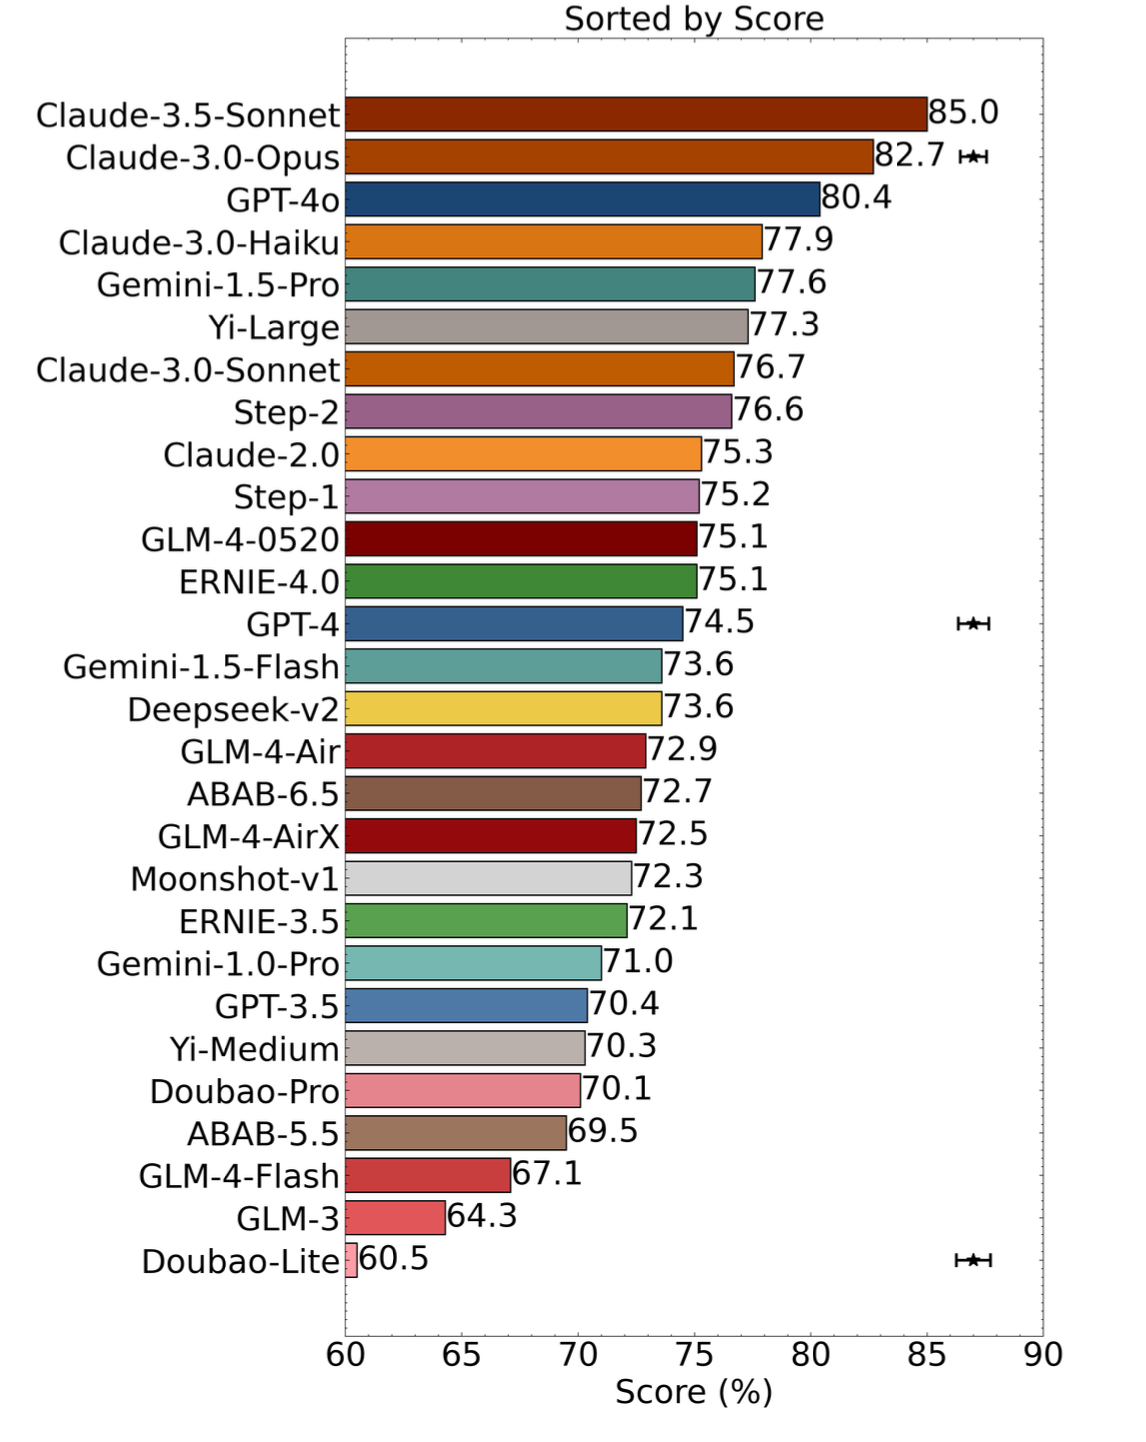 Sorted by Score
Claude-3.5-Sonnet 85.0
Claude-3.0-Opus 82.7
GPT-4o 80.4
Claude-3.0-Haiku 77.9
Gemini-1.5-Pro 77.6
Yi-Large 77.3
Claude-3.0-Sonnet 76.7
Step-2 76.6
Claude-2.0 75.3
Step-1 75.2
GLM-4-0520 75.1
ERNIE-4.0 75.1
GPT-4 74.5
Gemini-1.5-Flash 73.6
Deepseek-v2 73.6
GLM-4-Air 72.9
ABAB-6.5 72.7
GLM-4-AirX 72.5
Moonshot-v1 72.3
ERNIE-3.5 72.1
Gemini-1.0-Pro 71.0
GPT-3.5 70.4
Yi-Medium 70.3
Doubao-Pro 70.1
ABAB-5.5 69.5
GLM-4-Flash 67.1
GLM-3 64.3
Doubao-Lite 60.5
60 65 70 75 80 85 90
Score (%)